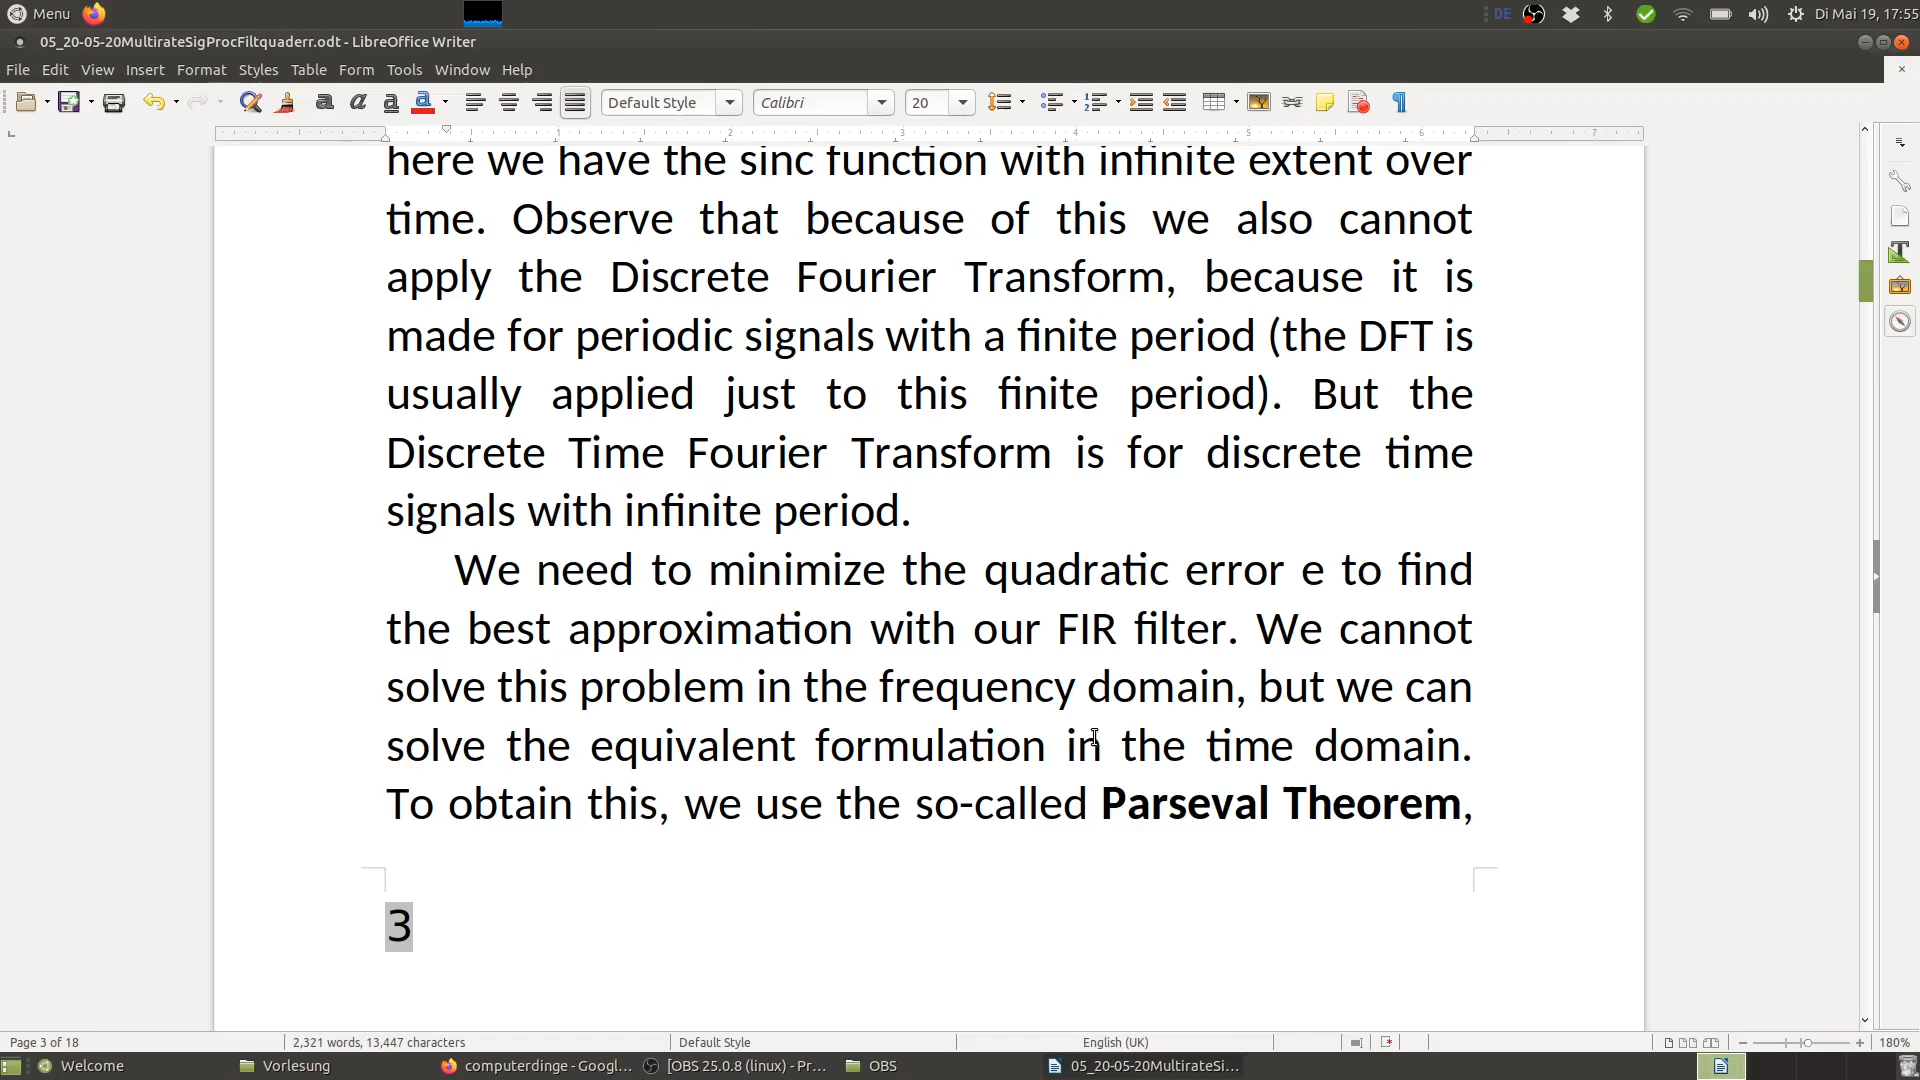 Menu
DE
Di Mai 19, 17:55
05_20-05-20MultirateSigProcFiltquaderr.odt - LibreOffice Writer
File Edit View Insert Format Styles Table Form Tools Window Help
Default Style
Calibri
20
1 2 3 4 5 6 7
here we have the sinc function with infinite extent over
time. Observe that because of this we also cannot
apply the Discrete Fourier Transform, because it is
made for periodic signals with a finite period (the DFT is
usually applied just to this finite period). But the
Discrete Time Fourier Transform is for discrete time
signals with infinite period.
We need to minimize the quadratic error e to find
the best approximation with our FIR filter. We cannot
solve this problem in the frequency domain, but we can
solve the equivalent formulation in the time domain.
To obtain this, we use the so-called Parseval Theorem,
3
Page 3 of 18
2,321 words, 13,447 characters
Default Style
English (UK)
180%
Welcome
Vorlesung
computerdinge - Googl...
[OBS 25.0.8 (linux) - Pr...
OBS
05_20-05-20MultirateSi...